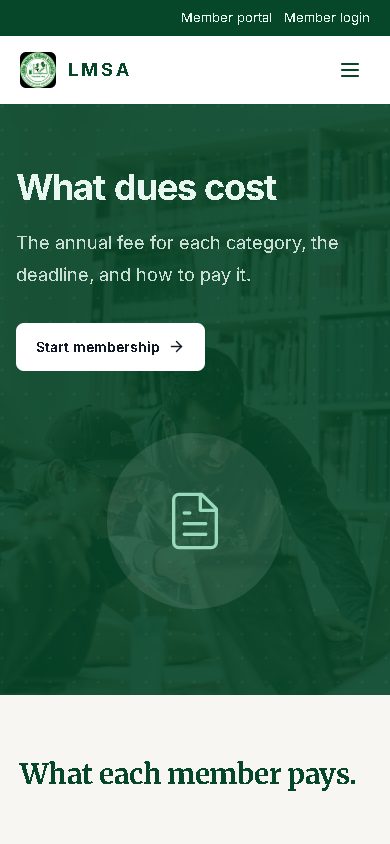 Member portal Member login
LMSA
What dues cost
The annual fee for each category, the
deadline, and how to pay it.
Start membership
What each member pays.